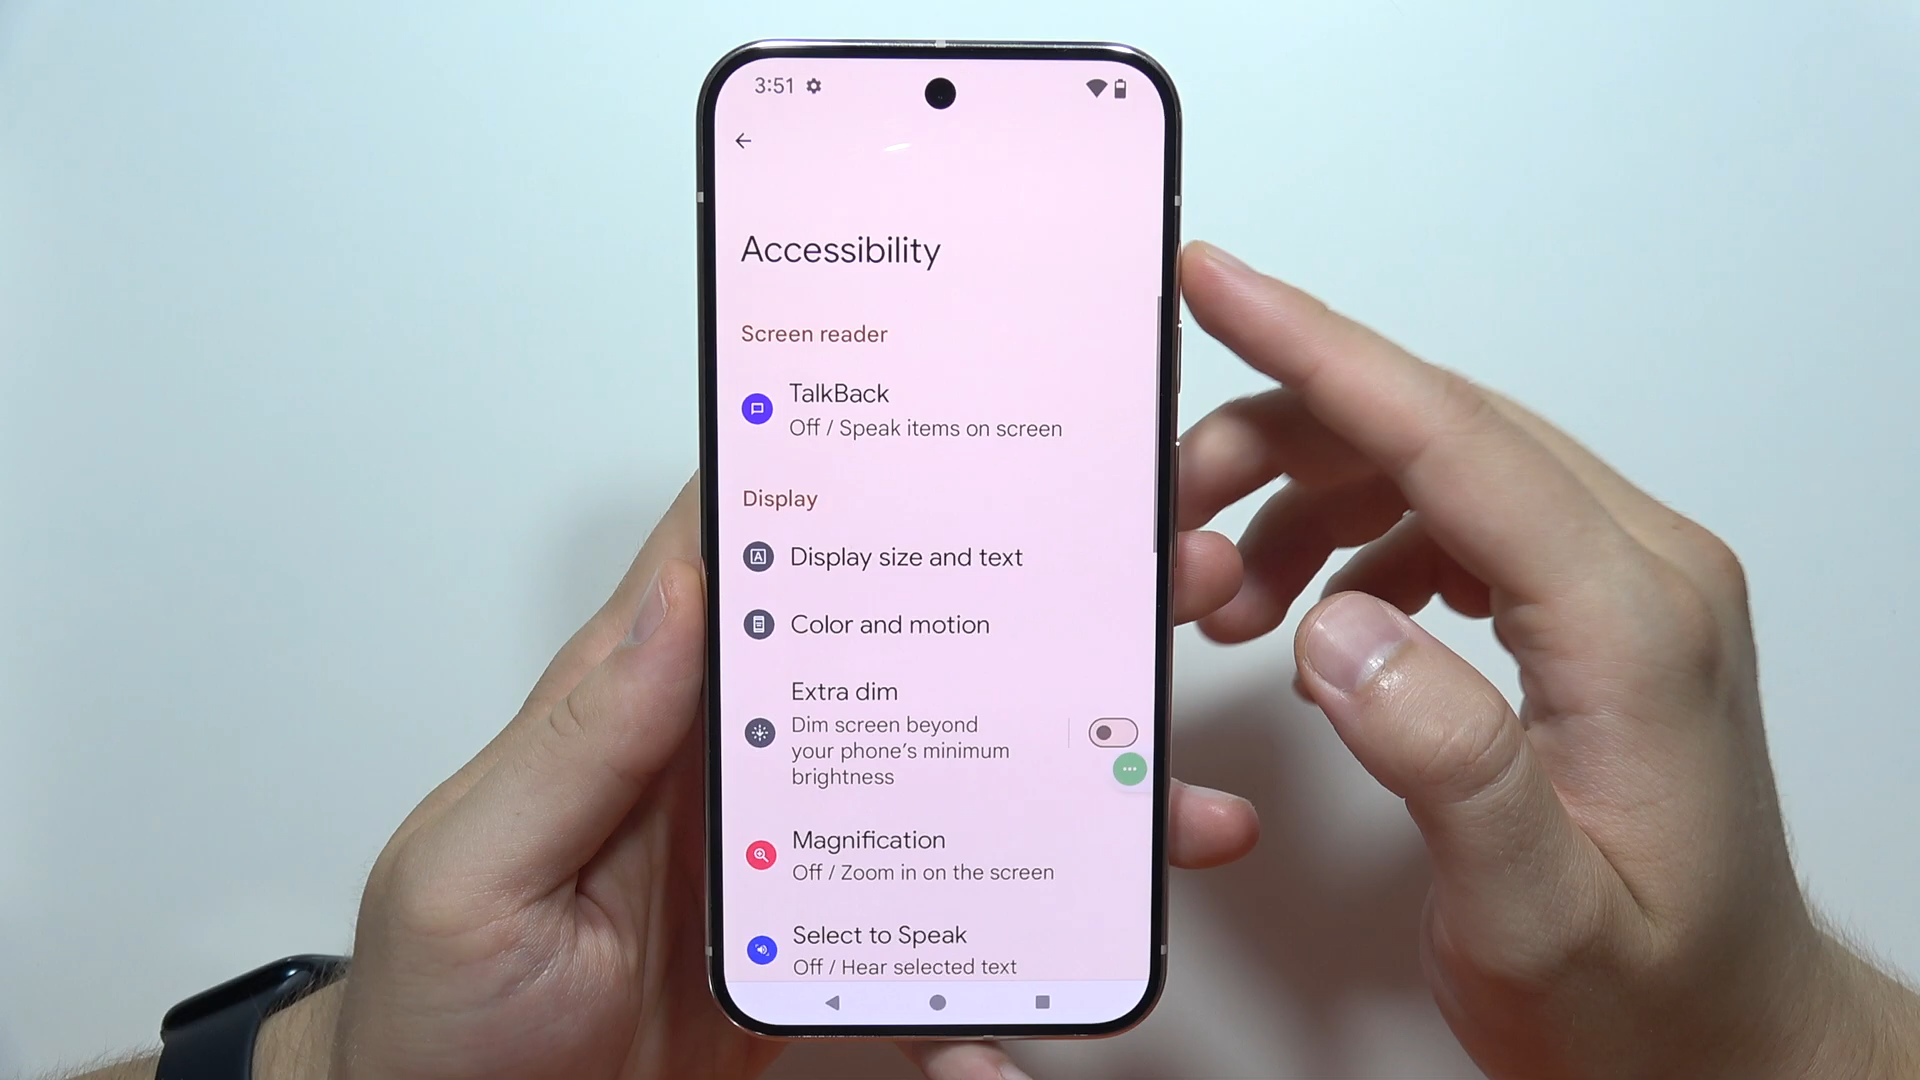 3:51
Accessibility
Screen reader
TalkBack
Off / Speak items on screen
Display
Display size and text
Color and motion
Extra dim
Dim screen beyond
your phone’s minimum
brightness
Magnification
Off / Zoom in on the screen
Select to Speak
Off / Hear selected text